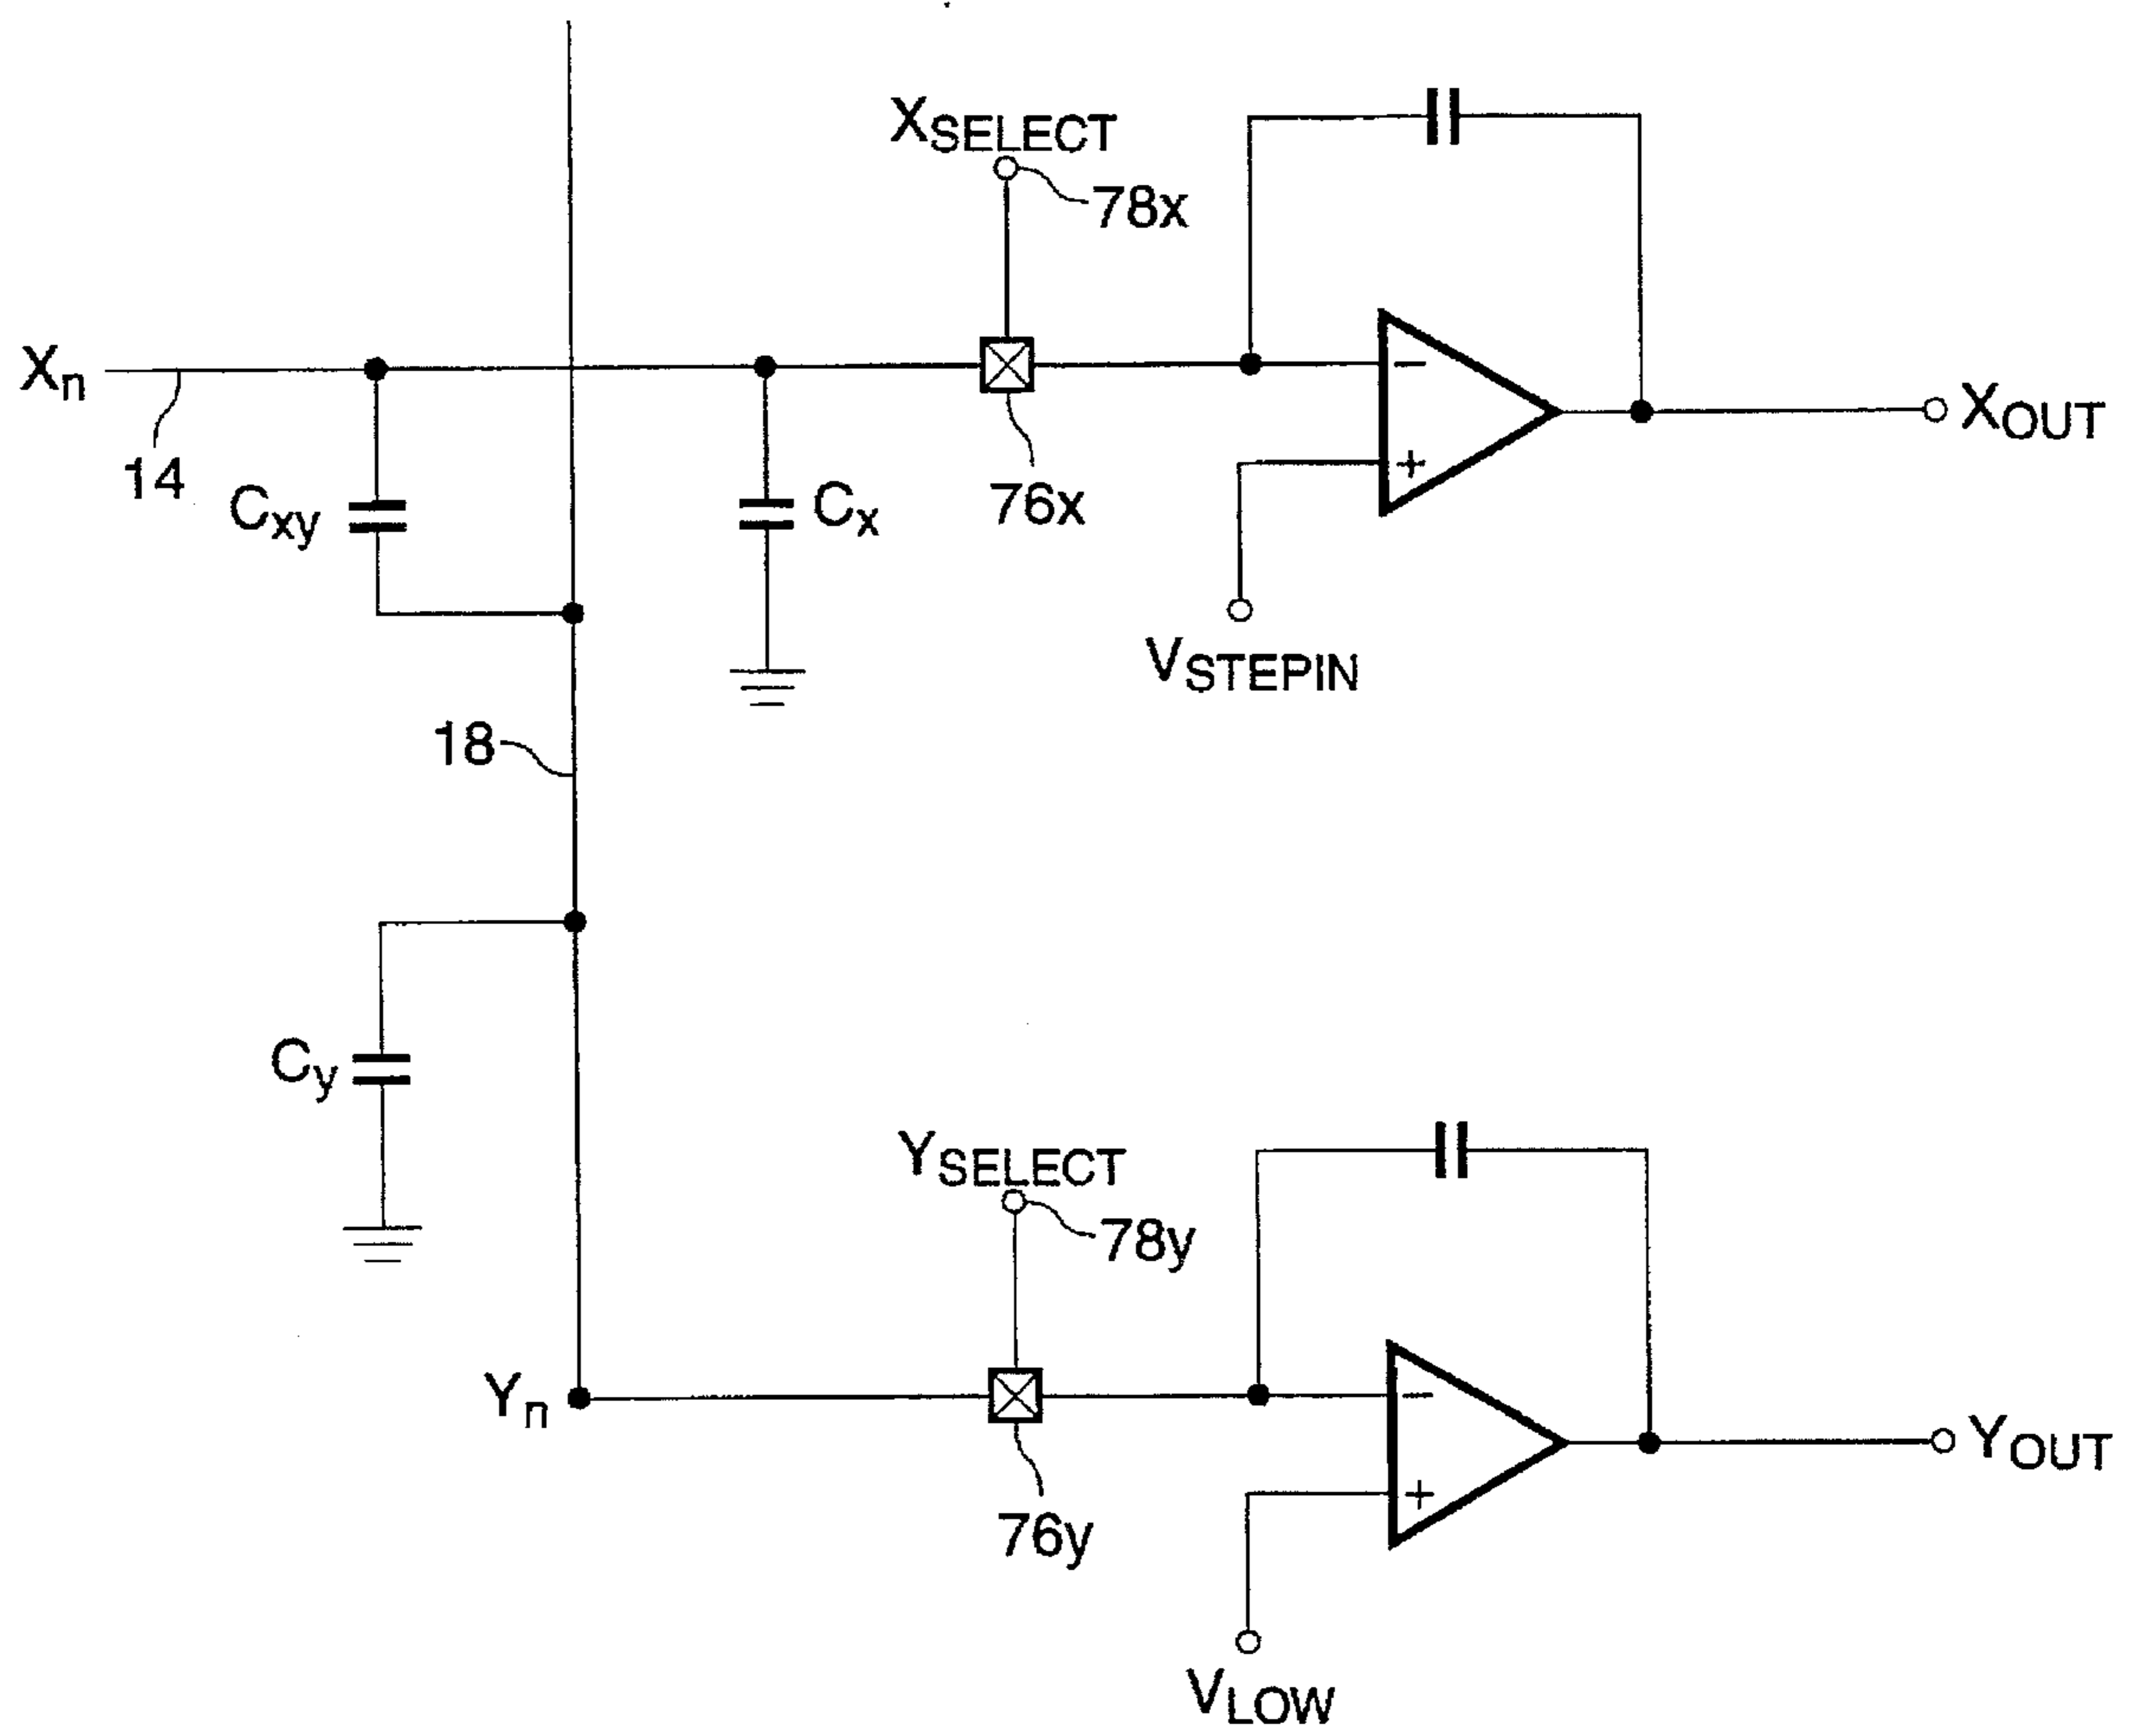 XSELECT
78x
Xn
14
Cxy
Cx
76x
−
+
XOUT
VSTEPIN
18
Cy
YSELECT
78y
Yn
76y
−
+
YOUT
VLOW